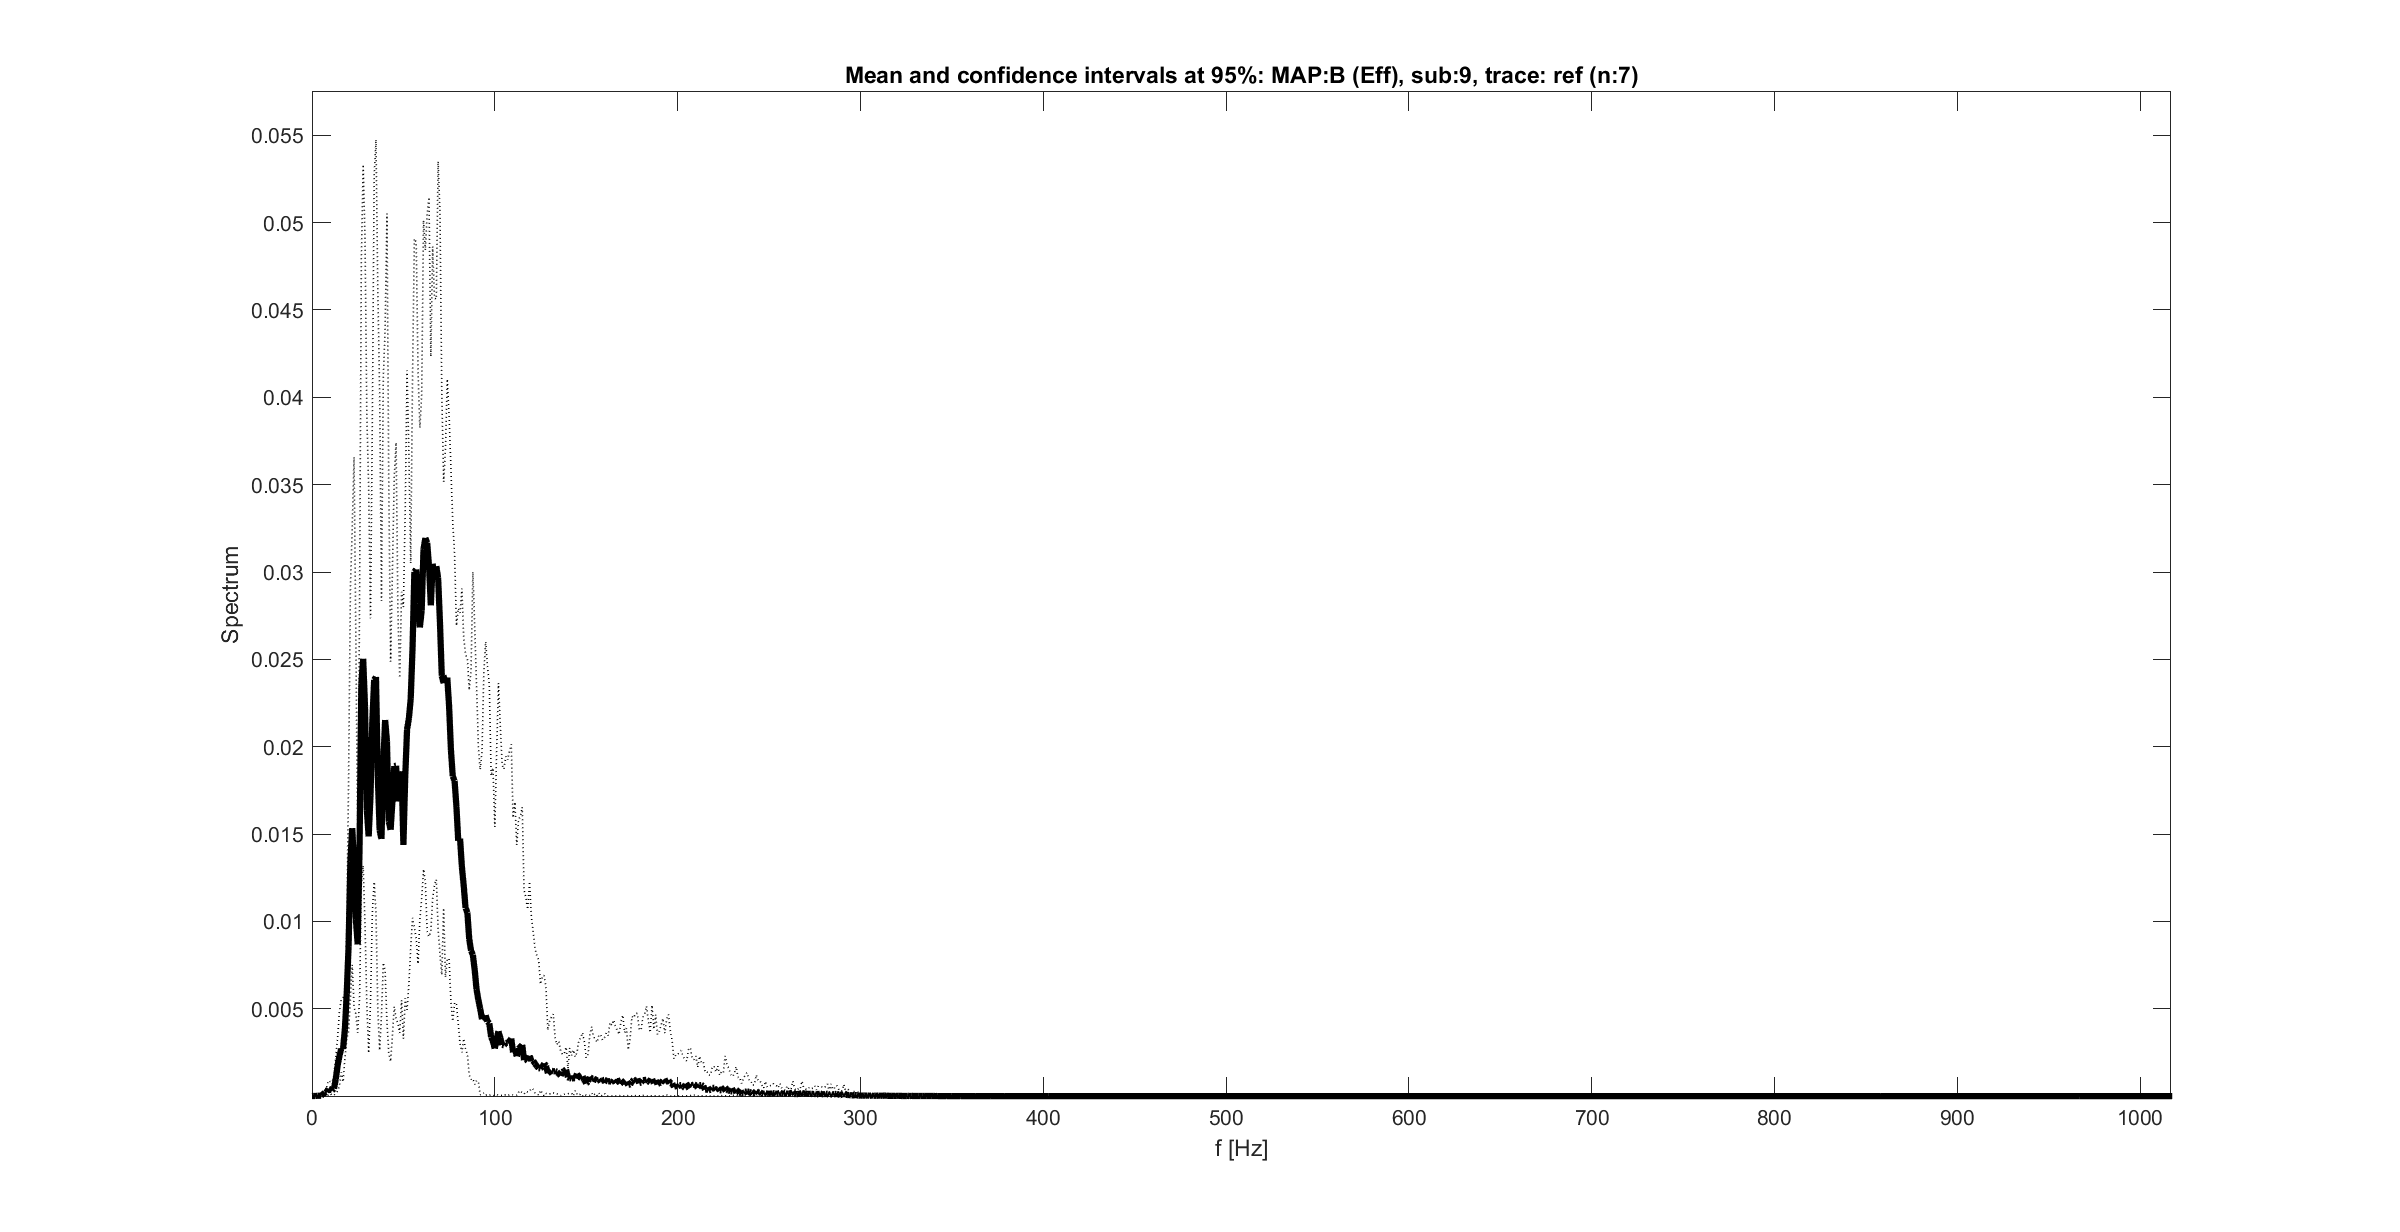 Mean and confidence intervals at 95%: MAP:B (Eff), sub:9, trace: ref (n:7)
0.055
0.05
0.045
0.04
0.035
0.03
0.025
0.02
0.015
0.01
0.005
Spectrum
0 100 200 300 400 500 600 700 800 900 1000
f [Hz]